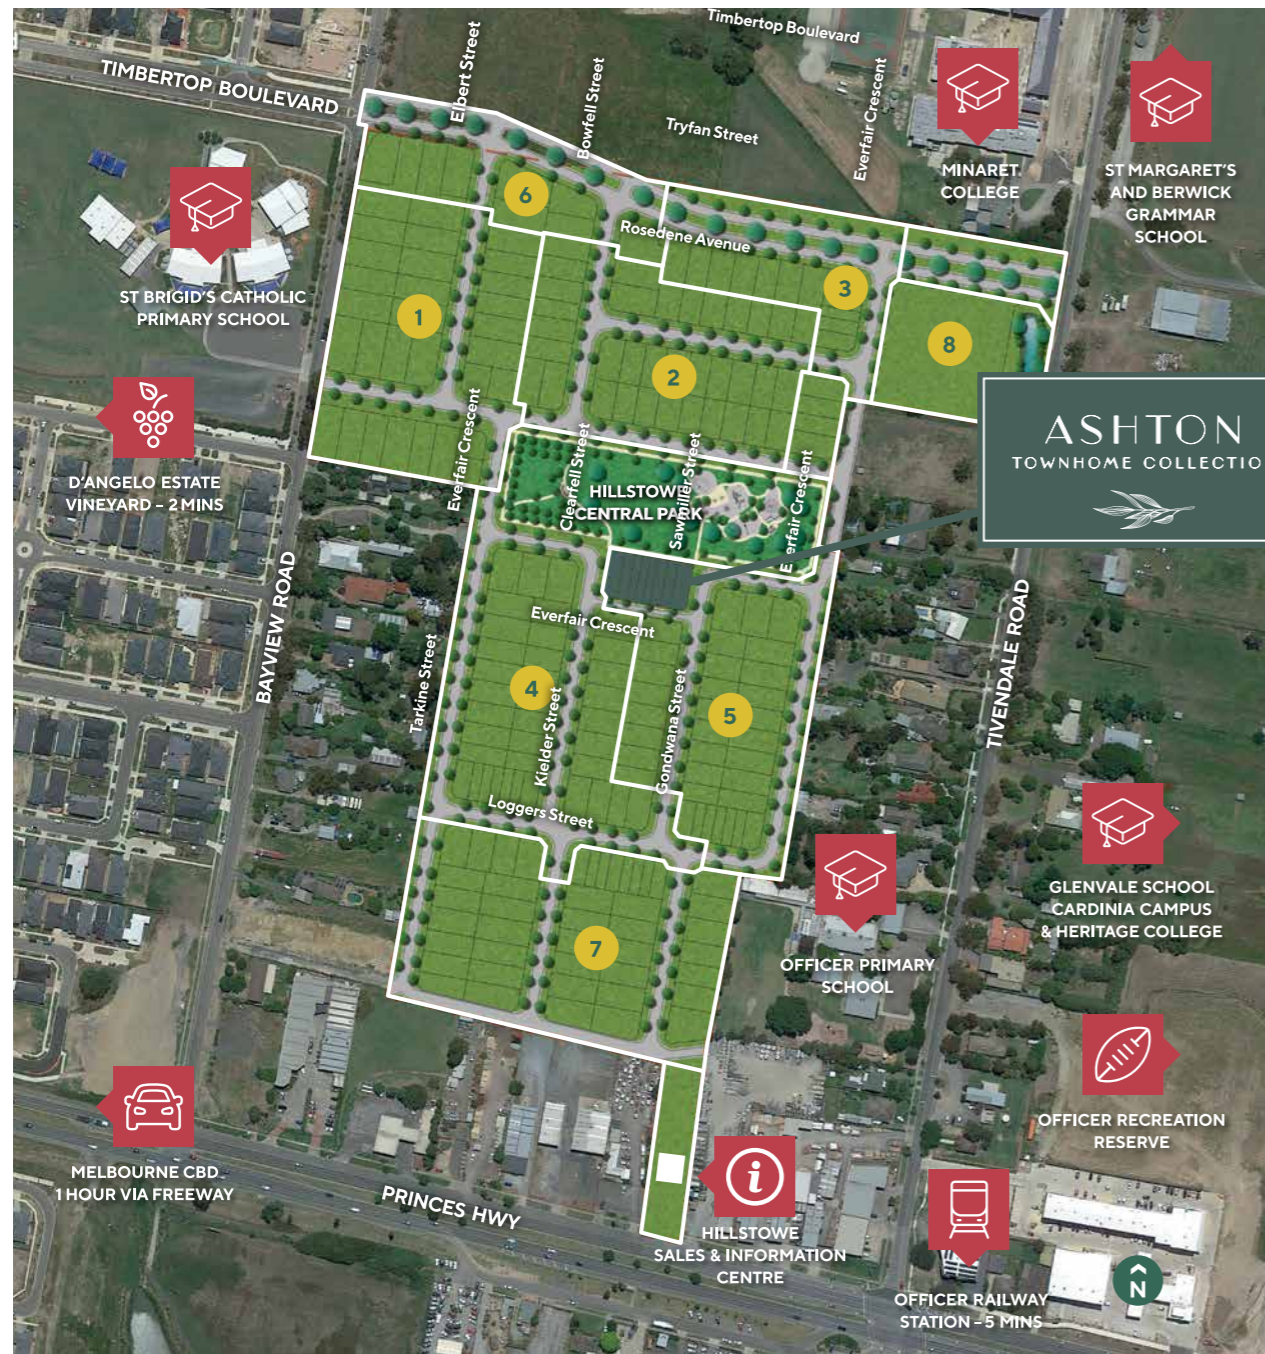 Timbertop Boulevard
TIMBERTOP BOULEVARD
Elbert Street
Bowfell Street
Tryfan Street
Everfair Crescent
MINARET
COLLEGE
ST MARGARET'S
AND BERWICK
GRAMMAR
SCHOOL
6
Rosedene Avenue
ST BRIGID'S CATHOLIC
PRIMARY SCHOOL
1
3
2
8
ASHTON
TOWNHOME COLLECTIO
D'ANGELO ESTATE
VINEYARD – 2 MINS
Everfair Crescent
Clearfell Street
Sawmiller Street
Everfair Crescent
HILLSTOWE
CENTRAL PARK
BAYVIEW ROAD
TIVENDALE ROAD
Everfair Crescent
Tarkine Street
4
Kielder Street
Gondwana Street
5
Loggers Street
GLENVALE SCHOOL
CARDINIA CAMPUS
& HERITAGE COLLEGE
7
OFFICER PRIMARY
SCHOOL
OFFICER RECREATION
RESERVE
MELBOURNE CBD
1 HOUR VIA FREEWAY
PRINCES HWY
i
HILLSTOWE
SALES & INFORMATION
CENTRE
OFFICER RAILWAY
STATION – 5 MINS
N